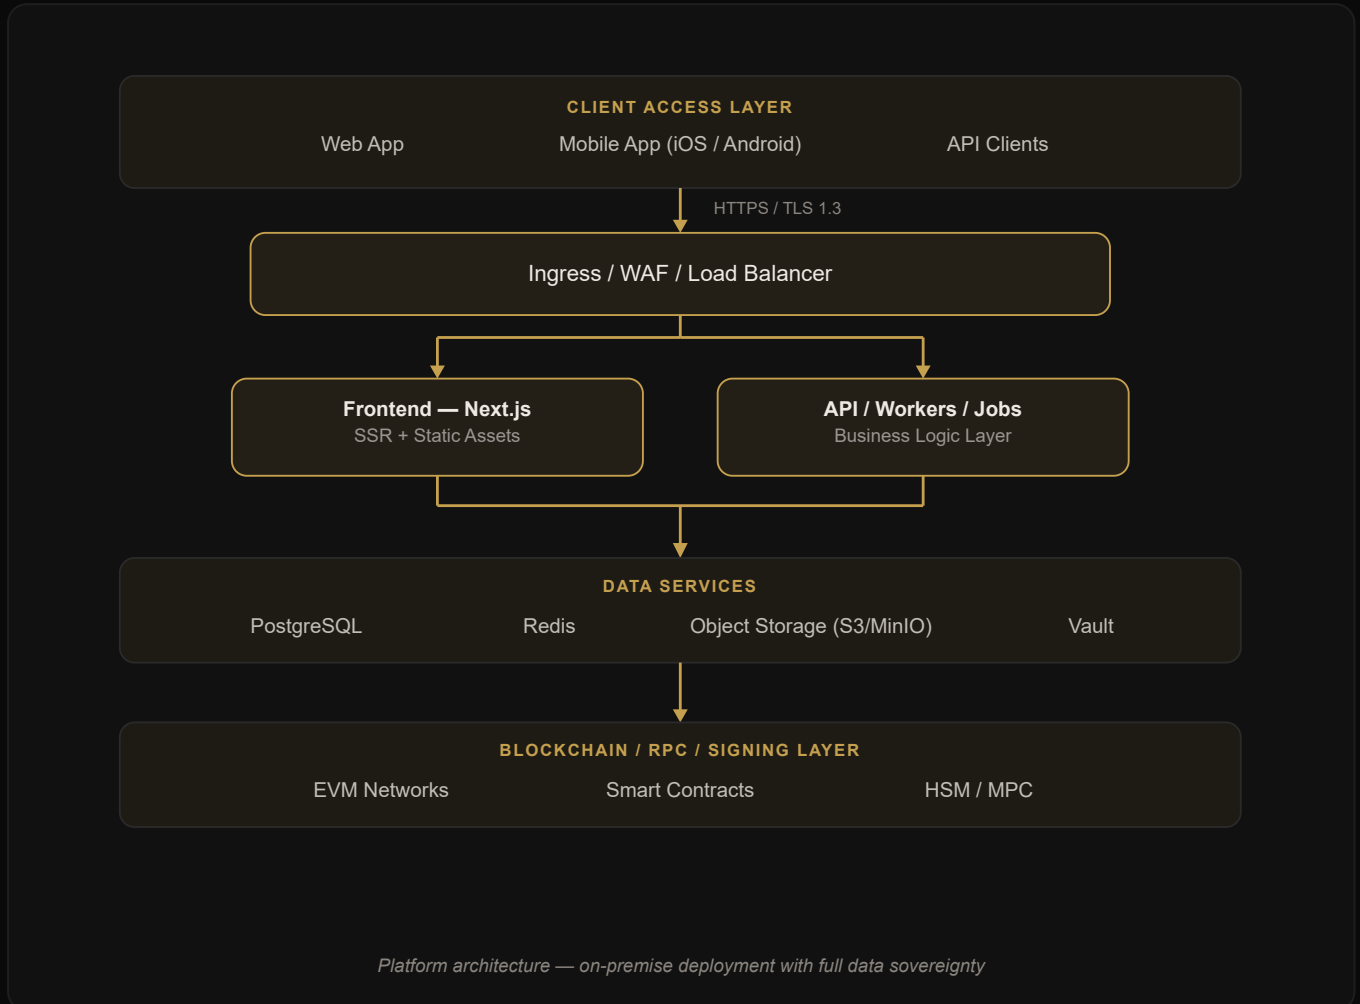 CLIENT ACCESS LAYER
Web App Mobile App (iOS / Android) API Clients
HTTPS / TLS 1.3
Ingress / WAF / Load Balancer
Frontend — Next.js
SSR + Static Assets
API / Workers / Jobs
Business Logic Layer
DATA SERVICES
PostgreSQL Redis Object Storage (S3/MinIO) Vault
BLOCKCHAIN / RPC / SIGNING LAYER
EVM Networks Smart Contracts HSM / MPC
Platform architecture — on-premise deployment with full data sovereignty